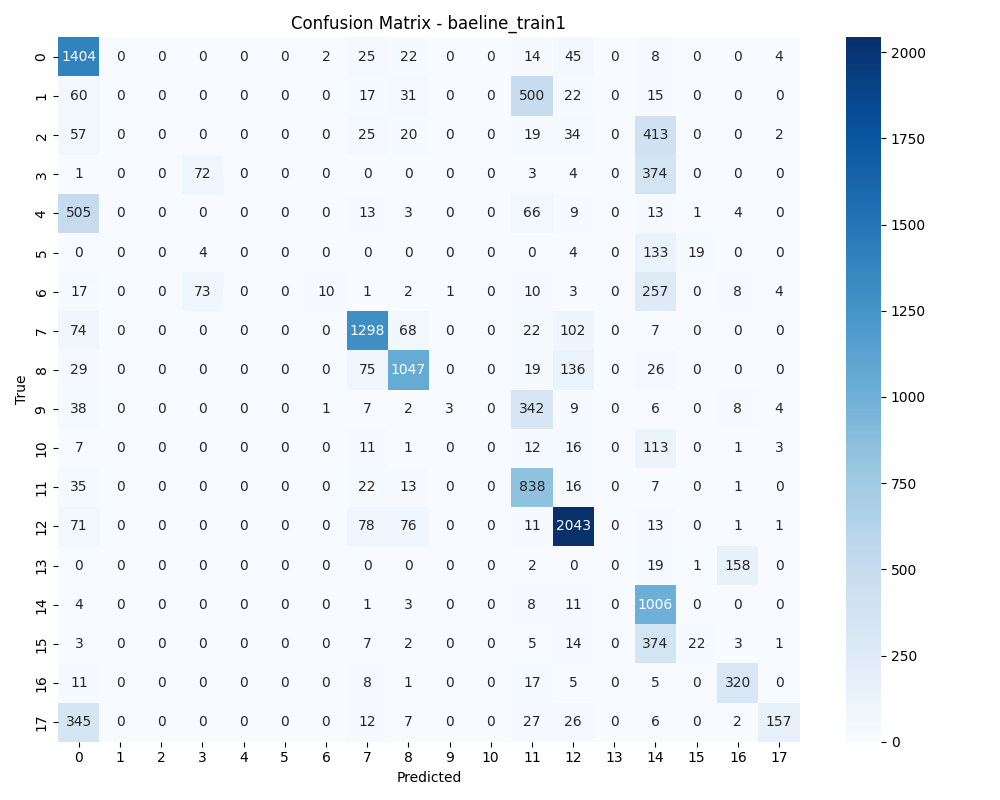 Confusion Matrix - baeline_train1
0 1404 0 0 0 0 0 2 25 22 0 0 14 45 0 8 0 0 4
1 60 0 0 0 0 0 0 17 31 0 0 500 22 0 15 0 0 0
2 57 0 0 0 0 0 0 25 20 0 0 19 34 0 413 0 0 2
3 1 0 0 72 0 0 0 0 0 0 0 3 4 0 374 0 0 0
4 505 0 0 0 0 0 0 13 3 0 0 66 9 0 13 1 4 0
5 0 0 0 4 0 0 0 0 0 0 0 0 4 0 133 19 0 0
6 17 0 0 73 0 0 10 1 2 1 0 10 3 0 257 0 8 4
7 74 0 0 0 0 0 0 1298 68 0 0 22 102 0 7 0 0 0
8 29 0 0 0 0 0 0 75 1047 0 0 19 136 0 26 0 0 0
9 38 0 0 0 0 0 1 7 2 3 0 342 9 0 6 0 8 4
10 7 0 0 0 0 0 0 11 1 0 0 12 16 0 113 0 1 3
11 35 0 0 0 0 0 0 22 13 0 0 838 16 0 7 0 1 0
12 71 0 0 0 0 0 0 78 76 0 0 11 2043 0 13 0 1 1
13 0 0 0 0 0 0 0 0 0 0 0 2 0 0 19 1 158 0
14 4 0 0 0 0 0 0 1 3 0 0 8 11 0 1006 0 0 0
15 3 0 0 0 0 0 0 7 2 0 0 5 14 0 374 22 3 1
16 11 0 0 0 0 0 0 8 1 0 0 17 5 0 5 0 320 0
17 345 0 0 0 0 0 0 12 7 0 0 27 26 0 6 0 2 157
0 1 2 3 4 5 6 7 8 9 10 11 12 13 14 15 16 17
Predicted
True
2000
1750
1500
1250
1000
750
500
250
0